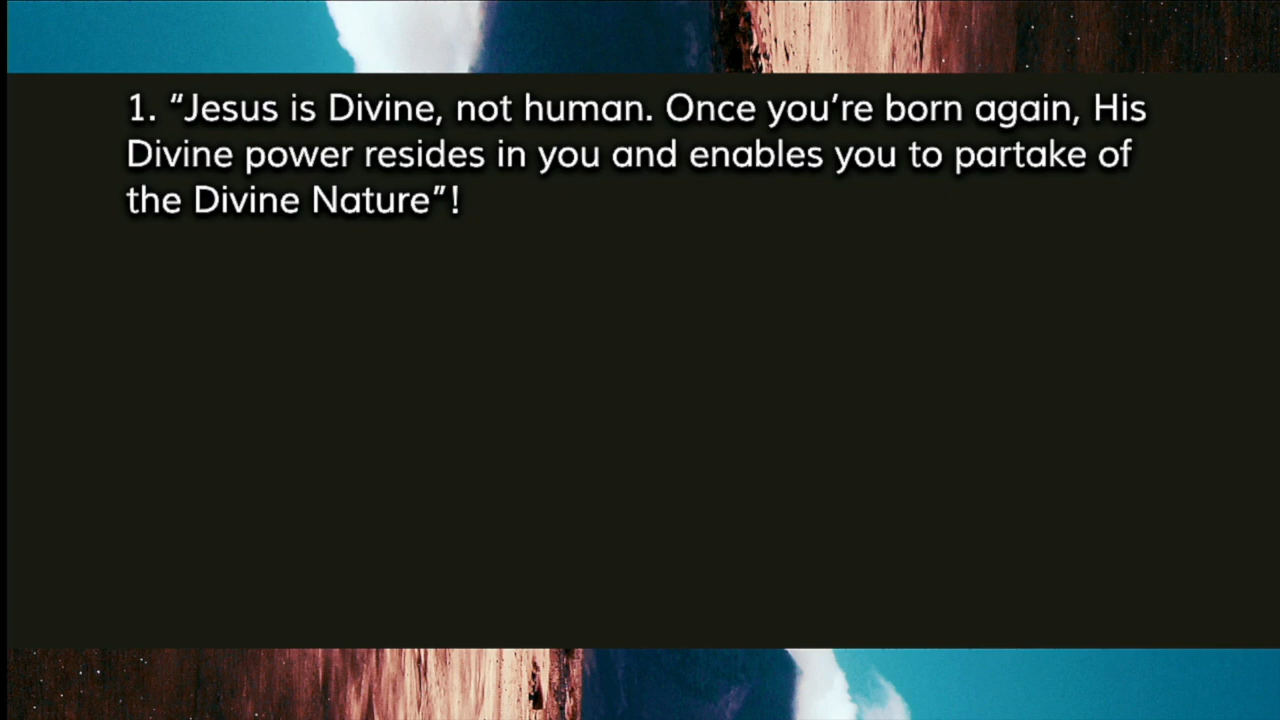 1. “Jesus is Divine, not human. Once you’re born again, His
Divine power resides in you and enables you to partake of
the Divine Nature”!